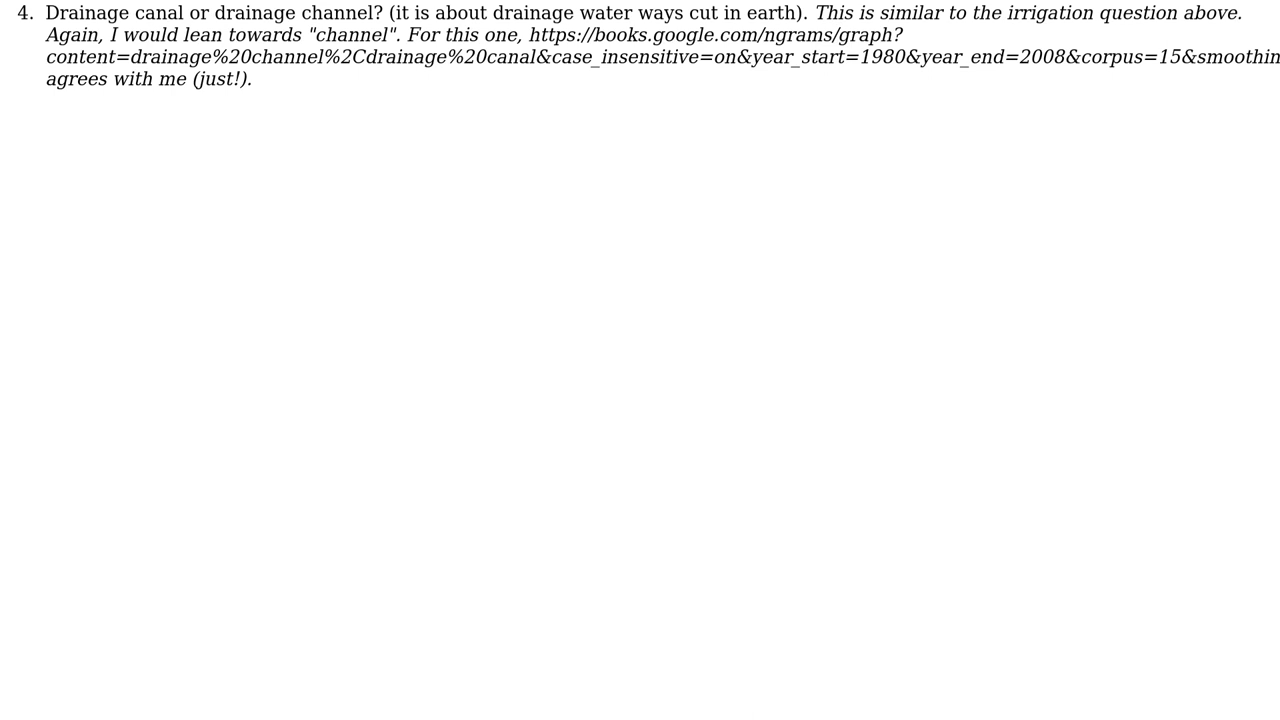 4. Drainage canal or drainage channel? (it is about drainage water ways cut in earth). This is similar to the irrigation question above.
Again, I would lean towards "channel". For this one, https://books.google.com/ngrams/graph?
content=drainage%20channel%2Cdrainage%20canal&case_insensitive=on&year_start=1980&year_end=2008&corpus=15&smoothin
agrees with me (just!).